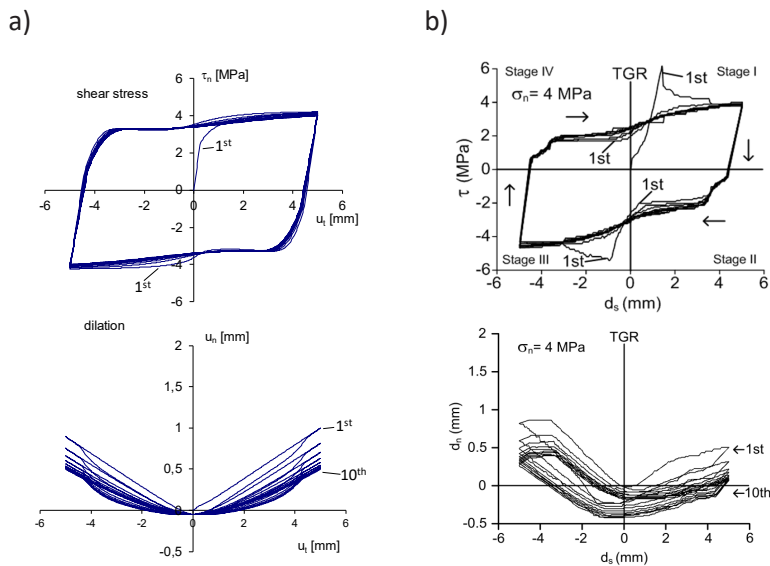 a)
τn [MPa]
shear stress
6
4
2
0
-2
-4
-6
-6 -4 -2 0 2 4 6
ut [mm]
1st
1st
dilation
un [mm]
2
1,5
1
0,5
0
-0,5
-6 -4 -2 0 2 4 6
ut [mm]
1st
10th
b)
TGR
Stage IV
Stage I
σn= 4 MPa
1st
1st
1st
1st
Stage III
Stage II
6
4
2
0
-2
-4
-6
τ (MPa)
-6 -4 -2 0 2 4 6
ds (mm)
TGR
σn= 4 MPa
2
1.5
1
0.5
0
-0.5
dn (mm)
1st
10th
-6 -4 -2 0 2 4 6
ds (mm)